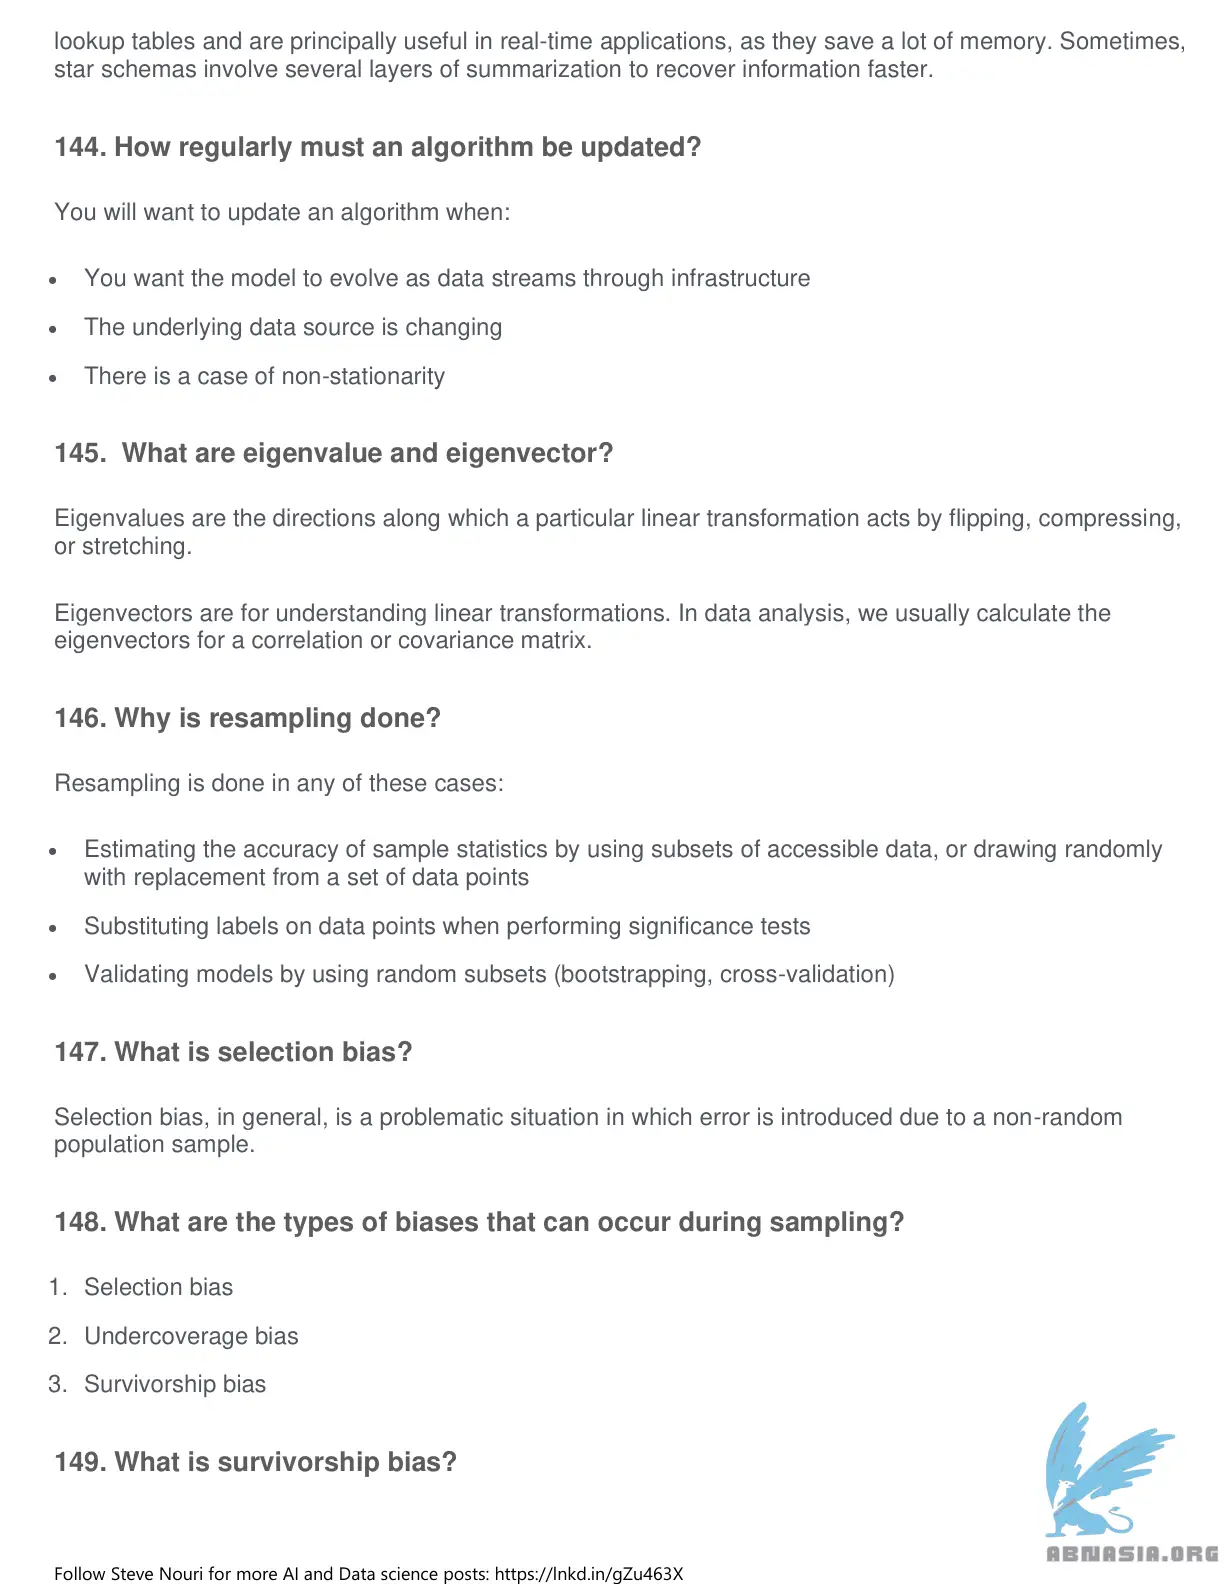 lookup tables and are principally useful in real-time applications, as they save a lot of memory. Sometimes,
star schemas involve several layers of summarization to recover information faster.
144. How regularly must an algorithm be updated?
You will want to update an algorithm when:
• You want the model to evolve as data streams through infrastructure
• The underlying data source is changing
• There is a case of non-stationarity
145.  What are eigenvalue and eigenvector?
Eigenvalues are the directions along which a particular linear transformation acts by flipping, compressing,
or stretching.
Eigenvectors are for understanding linear transformations. In data analysis, we usually calculate the
eigenvectors for a correlation or covariance matrix.
146. Why is resampling done?
Resampling is done in any of these cases:
• Estimating the accuracy of sample statistics by using subsets of accessible data, or drawing randomly
with replacement from a set of data points
• Substituting labels on data points when performing significance tests
• Validating models by using random subsets (bootstrapping, cross-validation)
147. What is selection bias?
Selection bias, in general, is a problematic situation in which error is introduced due to a non-random
population sample.
148. What are the types of biases that can occur during sampling?
1. Selection bias
2. Undercoverage bias
3. Survivorship bias
149. What is survivorship bias?
ABNASIA.ORG
Follow Steve Nouri for more AI and Data science posts: https://lnkd.in/gZu463X